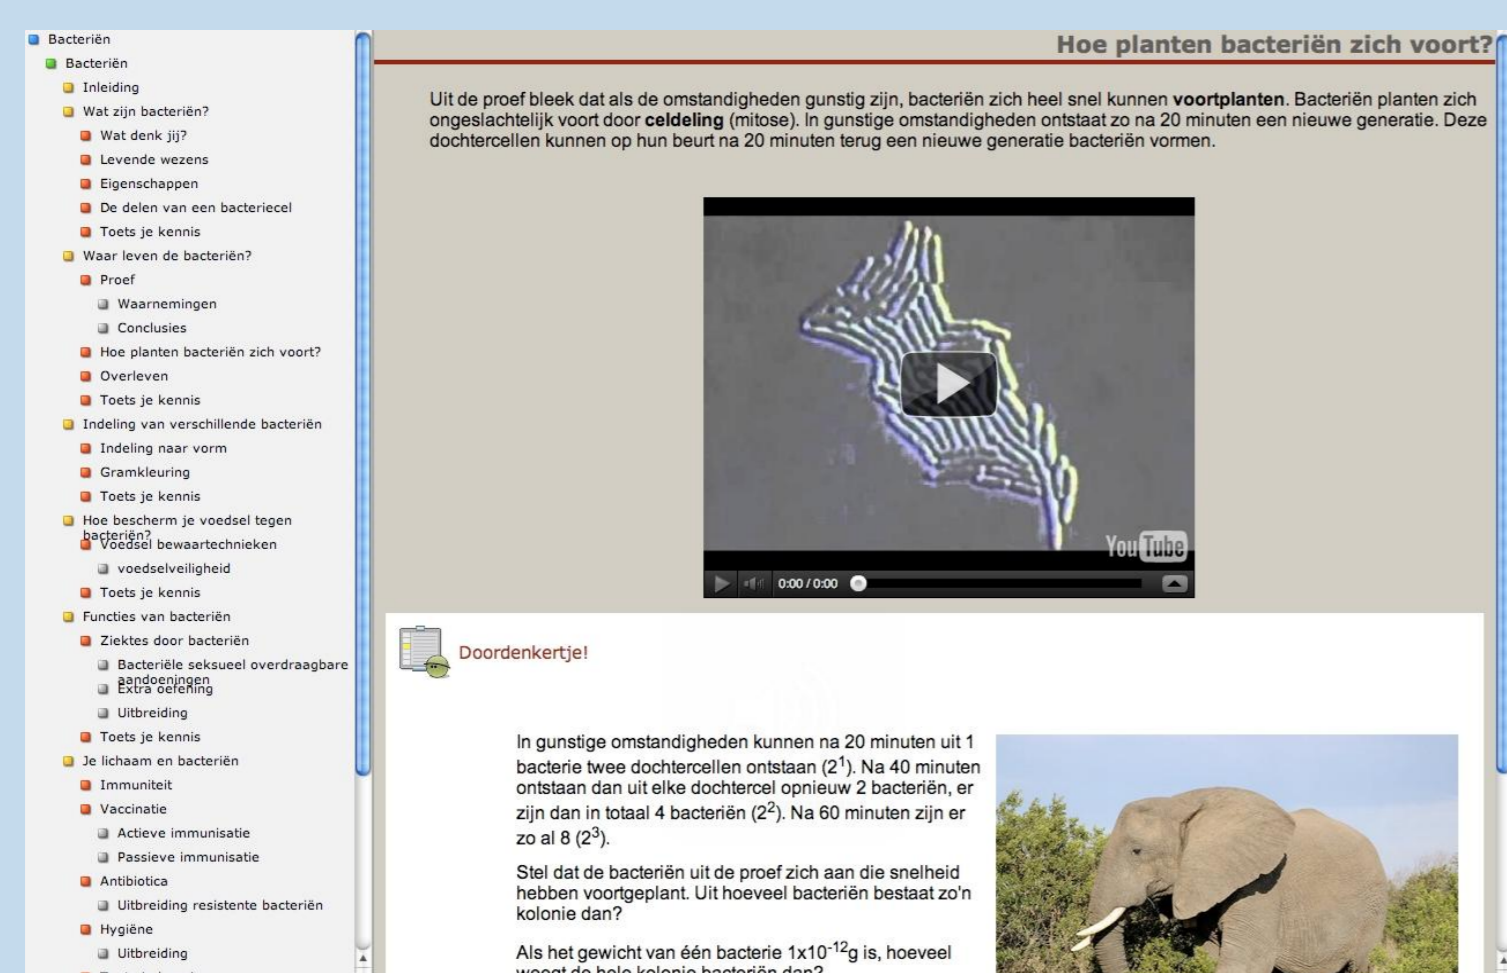 Bacteriën
Bacteriën
Inleiding
Wat zijn bacteriën?
Wat denk jij?
Levende wezens
Eigenschappen
De delen van een bacteriecel
Toets je kennis
Waar leven de bacteriën?
Proef
Waarnemingen
Conclusies
Hoe planten bacteriën zich voort?
Overleven
Toets je kennis
Indeling van verschillende bacteriën
Indeling naar vorm
Gramkleuring
Toets je kennis
Hoe bescherm je voedsel tegen
bacteriën?
Voedsel bewaartechnieken
voedselveiligheid
Toets je kennis
Functies van bacteriën
Ziektes door bacteriën
Bacteriële seksueel overdraagbare
aandoeningen
Extra oefening
Uitbreiding
Toets je kennis
Je lichaam en bacteriën
Immuniteit
Vaccinatie
Actieve immunisatie
Passieve immunisatie
Antibiotica
Uitbreiding resistente bacteriën
Hygiëne
Uitbreiding
Hoe planten bacteriën zich voort?
Uit de proef bleek dat als de omstandigheden gunstig zijn, bacteriën zich heel snel kunnen voortplanten. Bacteriën planten zich
ongeslachtelijk voort door celdeling (mitose). In gunstige omstandigheden ontstaat zo na 20 minuten een nieuwe generatie. Deze
dochtercellen kunnen op hun beurt na 20 minuten terug een nieuwe generatie bacteriën vormen.
YouTube
0:00 / 0:00
Doordenkertje!
In gunstige omstandigheden kunnen na 20 minuten uit 1
bacterie twee dochtercellen ontstaan (2¹). Na 40 minuten
ontstaan dan uit elke dochtercel opnieuw 2 bacteriën, er
zijn dan in totaal 4 bacteriën (2²). Na 60 minuten zijn er
zo al 8 (2³).
Stel dat de bacteriën uit de proef zich aan die snelheid
hebben voortgeplant. Uit hoeveel bacteriën bestaat zo'n
kolonie dan?
Als het gewicht van één bacterie 1x10⁻¹²g is, hoeveel
weegt de hele kolonie bacteriën dan?